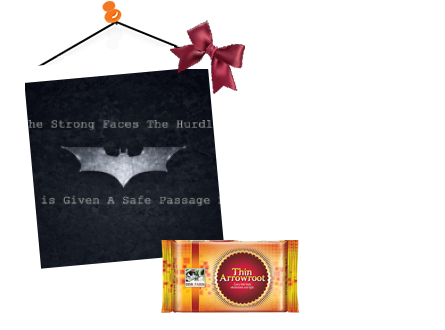 he Strong Faces The Hurdl
is Given A Safe Passage
Thin
Arrowroot